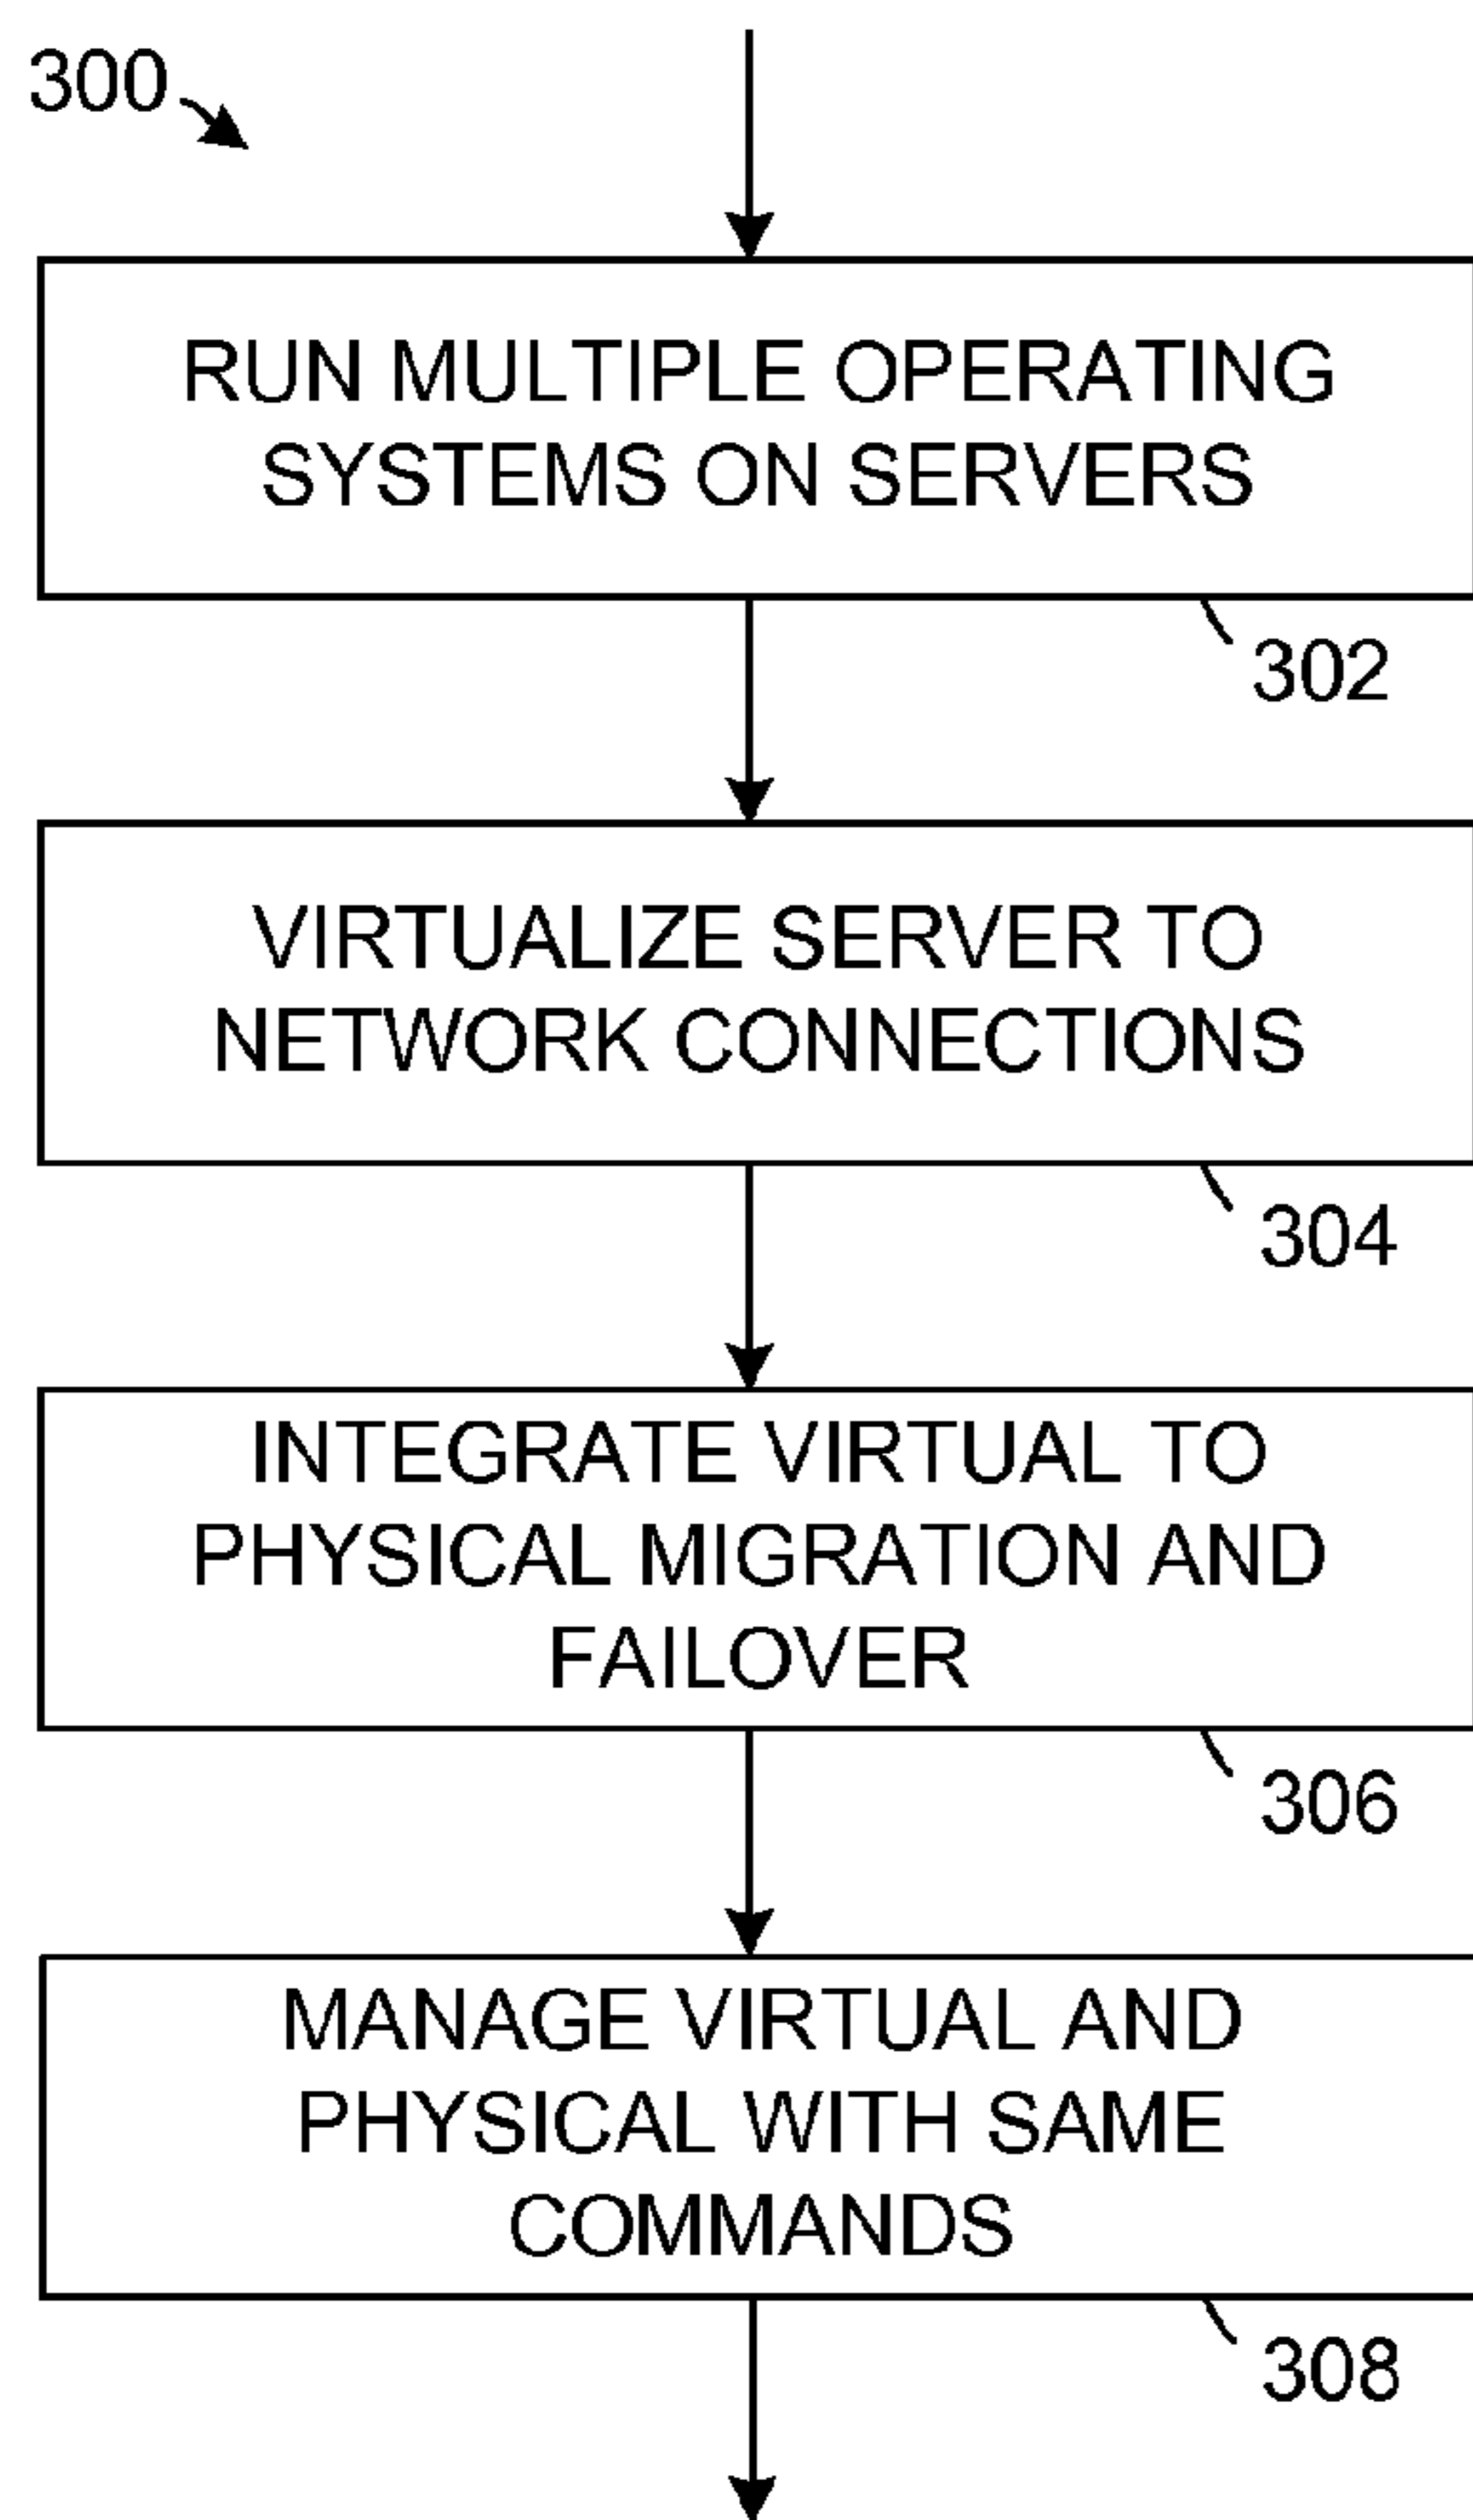 300
RUN MULTIPLE OPERATING
SYSTEMS ON SERVERS
302
VIRTUALIZE SERVER TO
NETWORK CONNECTIONS
304
INTEGRATE VIRTUAL TO
PHYSICAL MIGRATION AND
FAILOVER
306
MANAGE VIRTUAL AND
PHYSICAL WITH SAME
COMMANDS
308